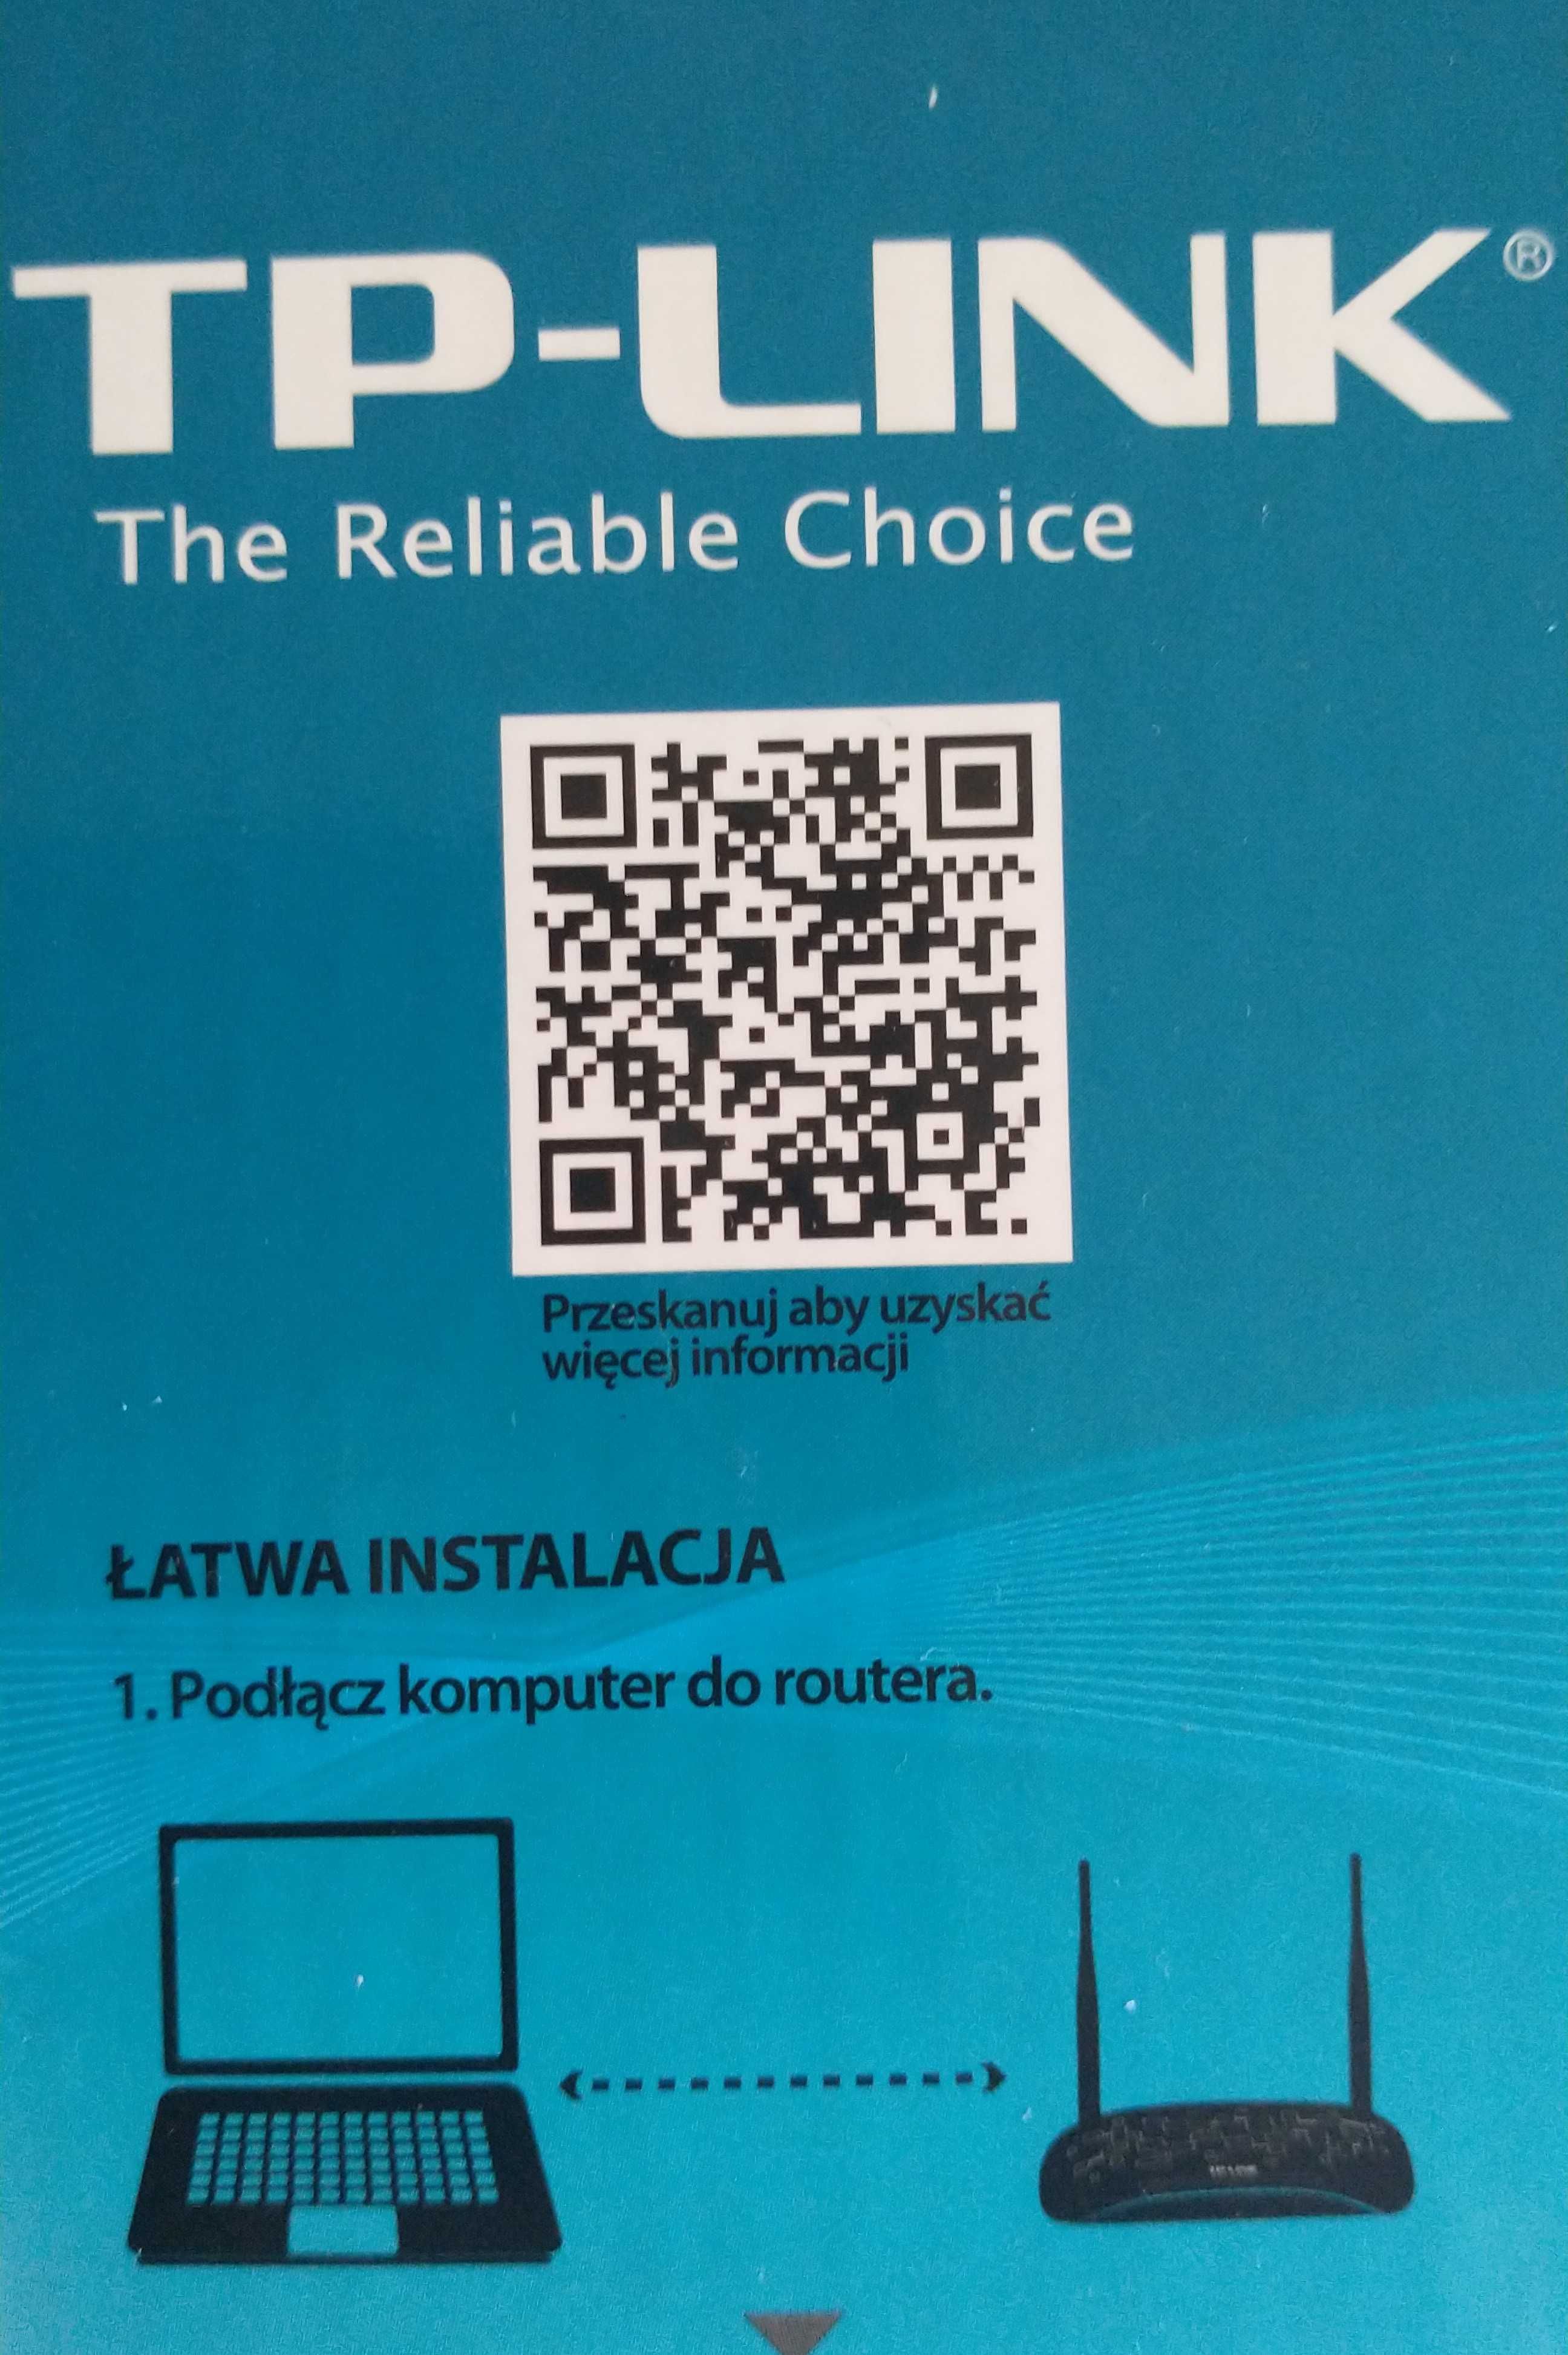 TP-LINK®
The Reliable Choice
Przeskanuj aby uzyskać
więcej informacji
ŁATWA INSTALACJA
1. Podłącz komputer do routera.